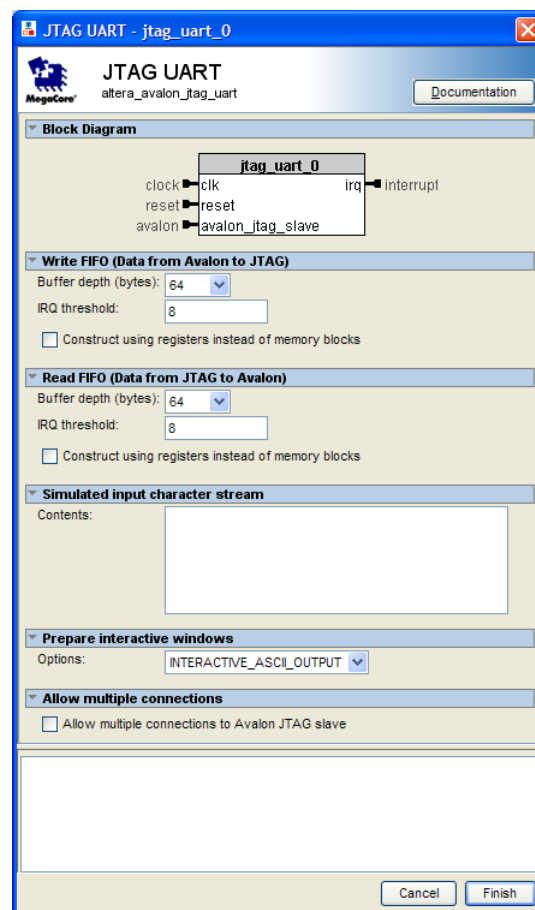 JTAG UART - jtag_uart_0
MegaCore'
JTAG UART
altera_avalon_jtag_uart
Documentation
Block Diagram
jtag_uart_0
clock clk irq interrupt
reset reset
avalon avalon_jtag_slave
Write FIFO (Data from Avalon to JTAG)
Buffer depth (bytes): 64
IRQ threshold: 8
Construct using registers instead of memory blocks
Read FIFO (Data from JTAG to Avalon)
Buffer depth (bytes): 64
IRQ threshold: 8
Construct using registers instead of memory blocks
Simulated input character stream
Contents:
Prepare interactive windows
Options: INTERACTIVE_ASCII_OUTPUT
Allow multiple connections
Allow multiple connections to Avalon JTAG slave
Cancel Finish